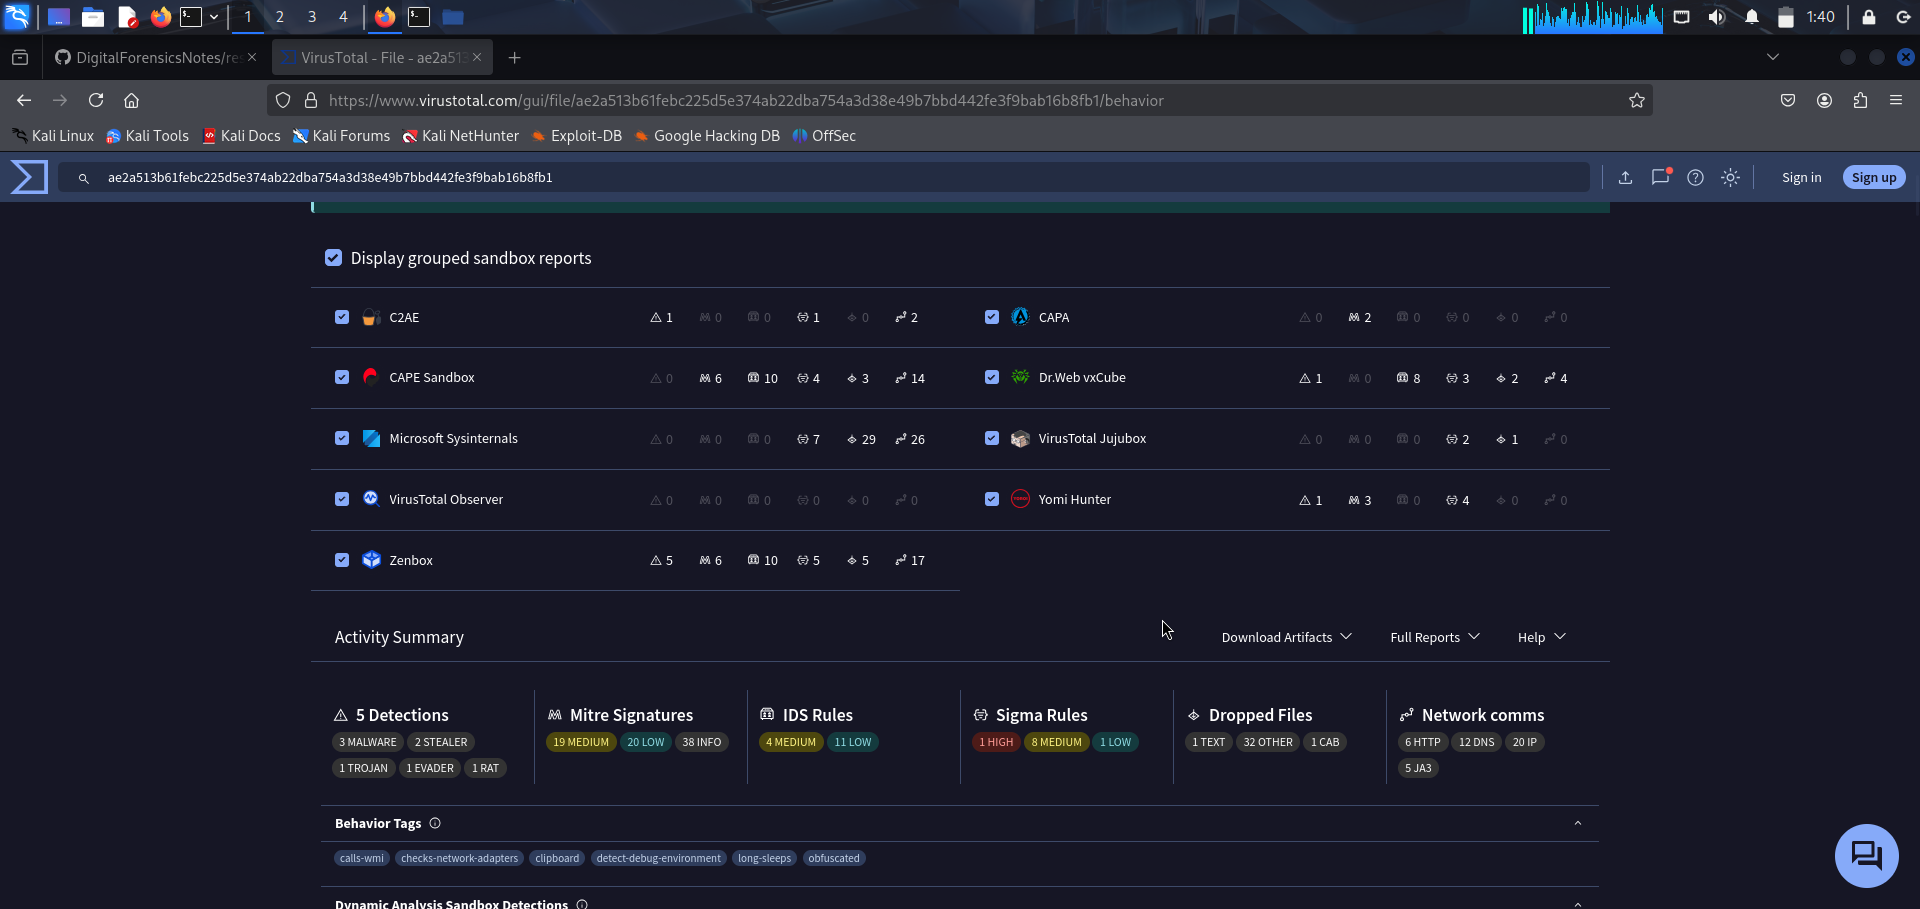 1 2 3 4 1:40
DigitalForensicsNotes/res VirusTotal - File - ae2a513
https://www.virustotal.com/gui/file/ae2a513b61febc225d5e374ab22dba754a3d38e49b7bbd442fe3f9bab16b8fb1/behavior
Kali Linux Kali Tools Kali Docs Kali Forums Kali NetHunter Exploit-DB Google Hacking DB OffSec
ae2a513b61febc225d5e374ab22dba754a3d38e49b7bbd442fe3f9bab16b8fb1 Sign in Sign up
Display grouped sandbox reports
C2AE 1 0 0 1 0 2 CAPA 0 2 0 0 0 0
CAPE Sandbox 0 6 10 4 3 14 Dr.Web vxCube 1 0 8 3 2 4
Microsoft Sysinternals 0 0 0 7 29 26 VirusTotal Jujubox 0 0 0 2 1 0
VirusTotal Observer 0 0 0 0 0 0 Yomi Hunter 1 3 0 4 0 0
Zenbox 5 6 10 5 5 17
Activity Summary Download Artifacts Full Reports Help
5 Detections Mitre Signatures IDS Rules Sigma Rules Dropped Files Network comms
3 MALWARE 2 STEALER 19 MEDIUM 20 LOW 38 INFO 4 MEDIUM 11 LOW 1 HIGH 8 MEDIUM 1 LOW 1 TEXT 32 OTHER 1 CAB 6 HTTP 12 DNS 20 IP
1 TROJAN 1 EVADER 1 RAT 5 JA3
Behavior Tags
calls-wmi checks-network-adapters clipboard detect-debug-environment long-sleeps obfuscated
Dynamic Analysis Sandbox Detections